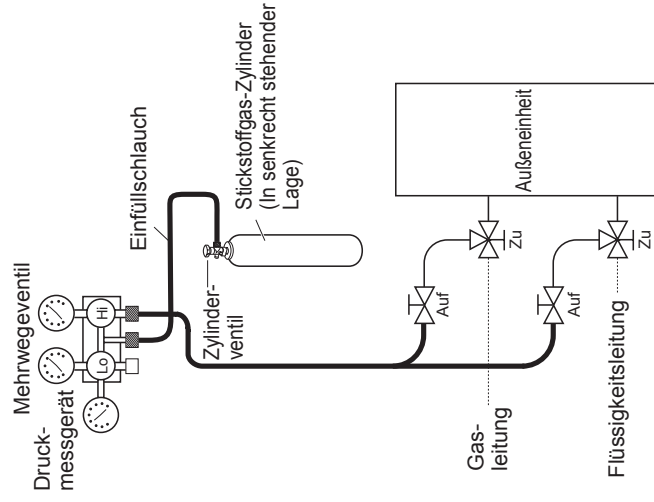 Mehrwegeventil
Druck-
messgerät
Lo
Hi
Einfüllschlauch
Zylinder-
ventil
Stickstoffgas-Zylinder
(In senkrecht stehender
Lage)
Auf
Auf
Außeneinheit
Zu
Zu
Gas-
leitung
Flüssigkeitsleitung